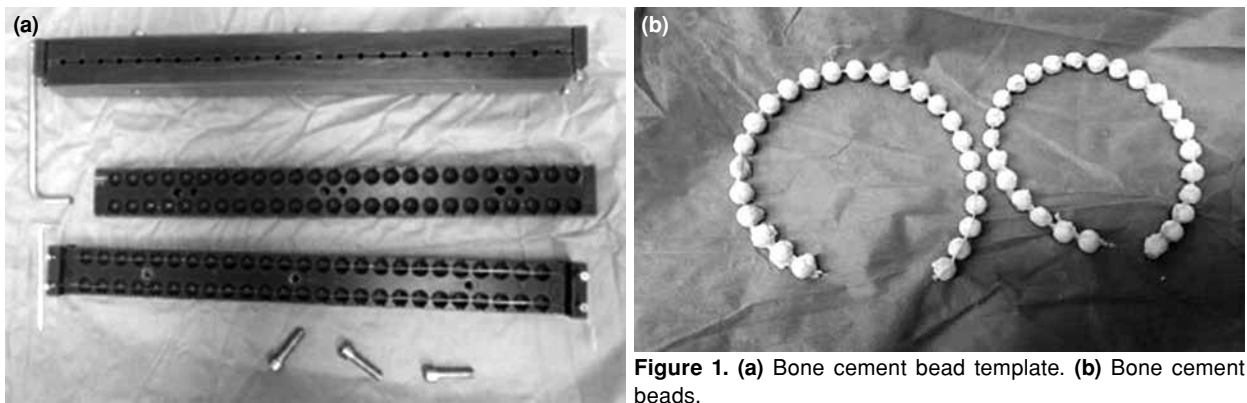 (a)
(b)
Figure 1. (a) Bone cement bead template. (b) Bone cement
beads.